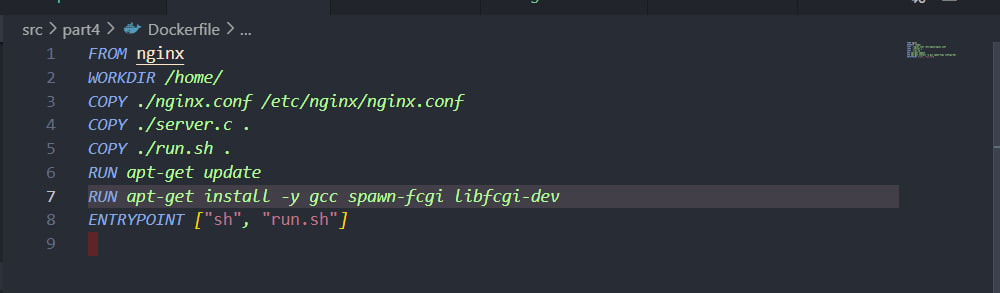 src > part4 > Dockerfile > ...
1 FROM nginx
2 WORKDIR /home/
3 COPY ./nginx.conf /etc/nginx/nginx.conf
4 COPY ./server.c .
5 COPY ./run.sh .
6 RUN apt-get update
7 RUN apt-get install -y gcc spawn-fcgi libfcgi-dev
8 ENTRYPOINT ["sh", "run.sh"]
9